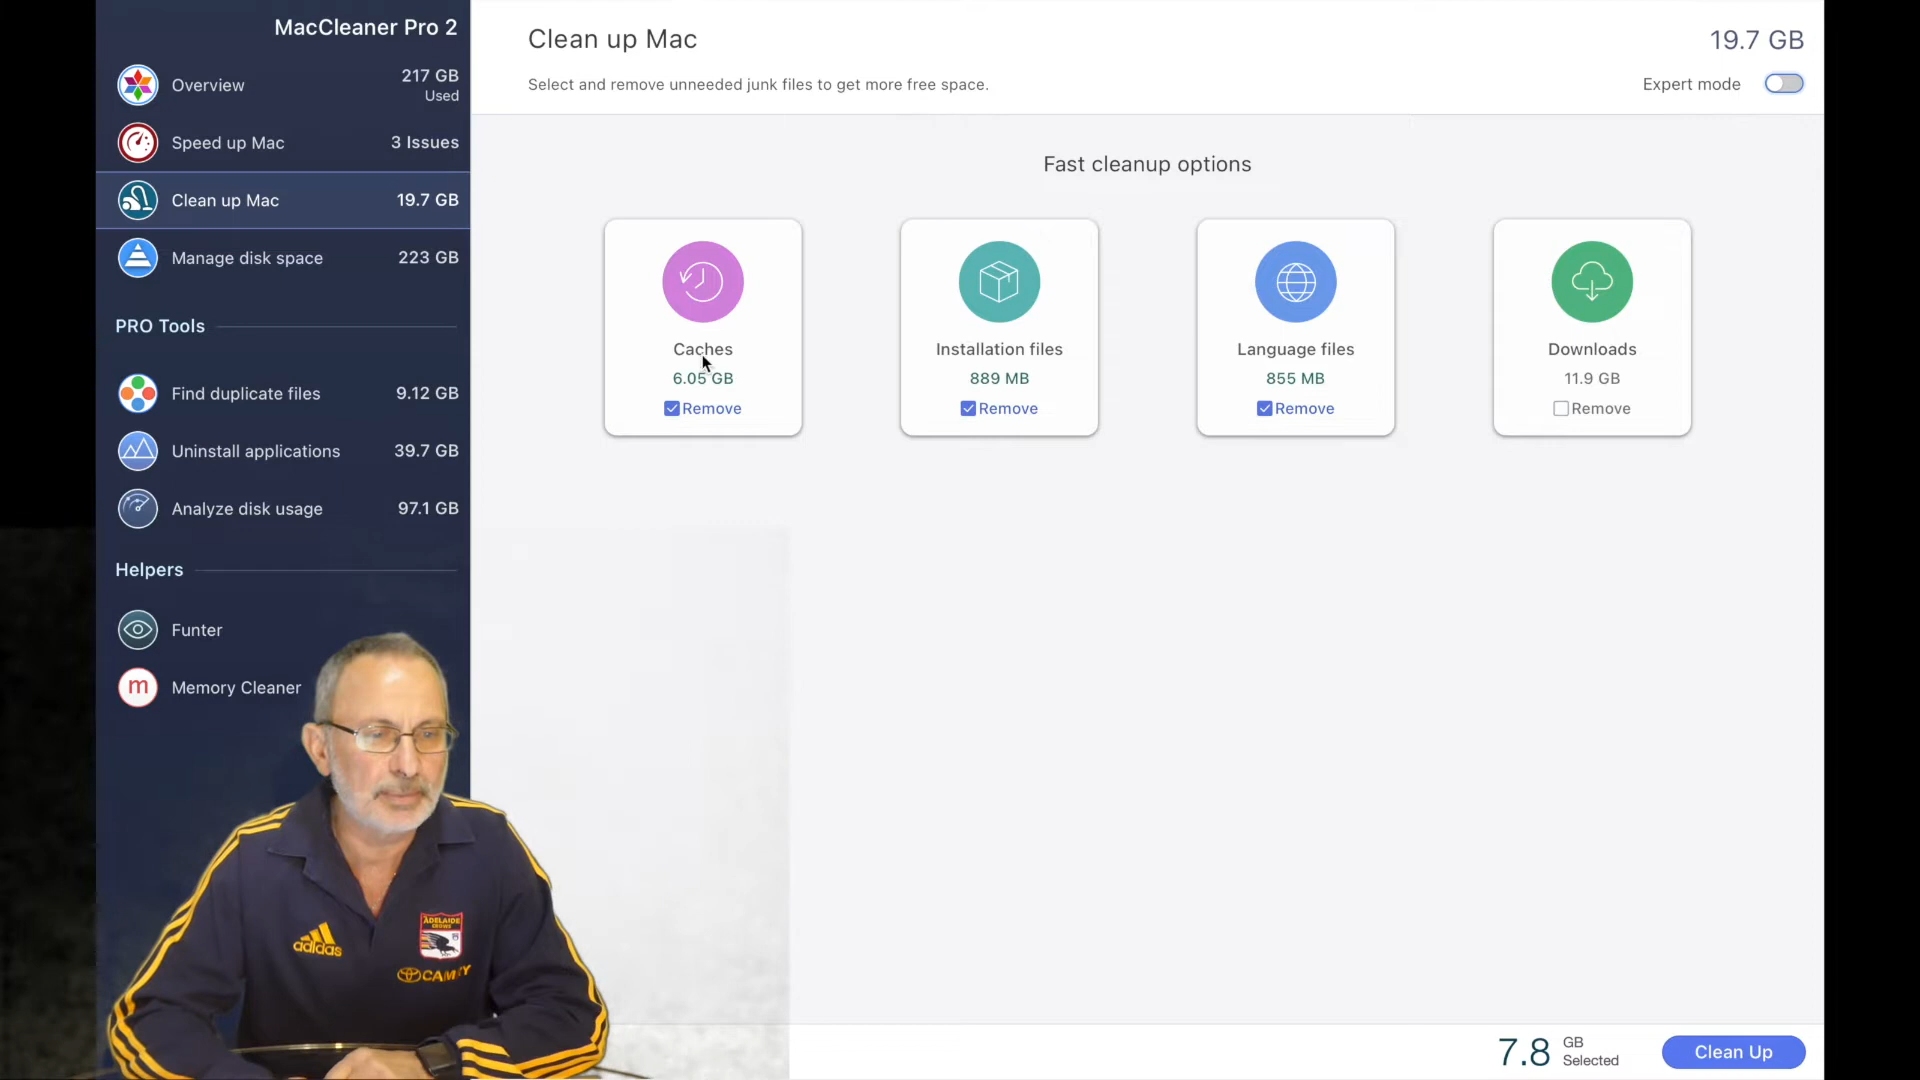 MacCleaner Pro 2
Overview
217 GB
Used
Speed up Mac
3 Issues
Clean up Mac
19.7 GB
Manage disk space
223 GB
PRO Tools
Find duplicate files
9.12 GB
Uninstall applications
39.7 GB
Analyze disk usage
97.1 GB
Helpers
Funter
m
Memory Cleaner
Clean up Mac
19.7 GB
Select and remove unneeded junk files to get more free space.
Expert mode
Fast cleanup options
Caches
6.05 GB
Remove
Installation files
889 MB
Remove
Language files
855 MB
Remove
Downloads
11.9 GB
Remove
7.8 GB
Selected
Clean Up
adidas
ADELAIDE
CROWS